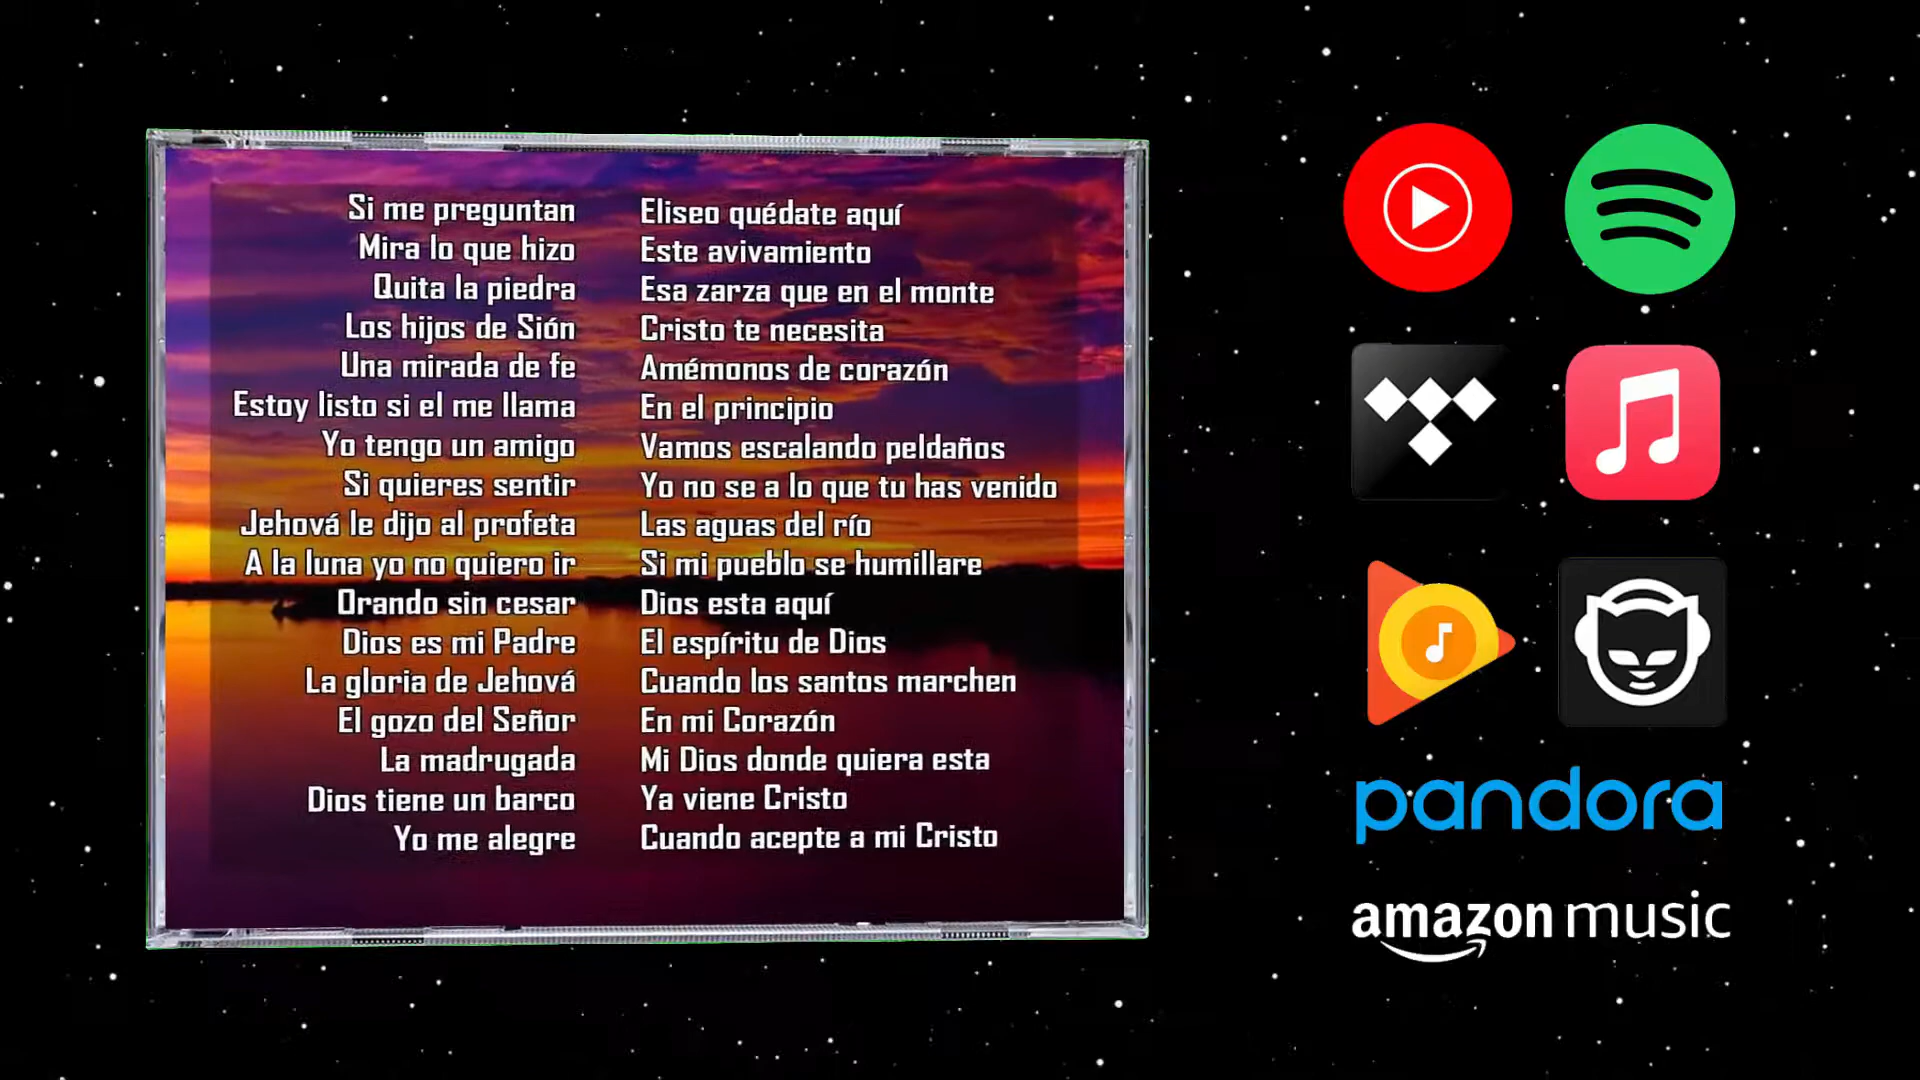 Si me preguntan
Mira lo que hizo
Quita la piedra
Los hijos de Sión
Una mirada de fe
Estoy listo si el me llama
Yo tengo un amigo
Si quieres sentir
Jehová le dijo al profeta
A la luna yo no quiero ir
Orando sin cesar
Dios es mi Padre
La gloria de Jehová
El gozo del Señor
La madrugada
Dios tiene un barco
Yo me alegre
Eliseo quédate aquí
Este avivamiento
Esa zarza que en el monte
Cristo te necesita
Amémonos de corazón
En el principio
Vamos escalando peldaños
Yo no se a lo que tu has venido
Las aguas del río
Si mi pueblo se humillare
Dios esta aquí
El espíritu de Dios
Cuando los santos marchen
En mi Corazón
Mi Dios donde quiera esta
Ya viene Cristo
Cuando acepte a mi Cristo
pandora
amazon music